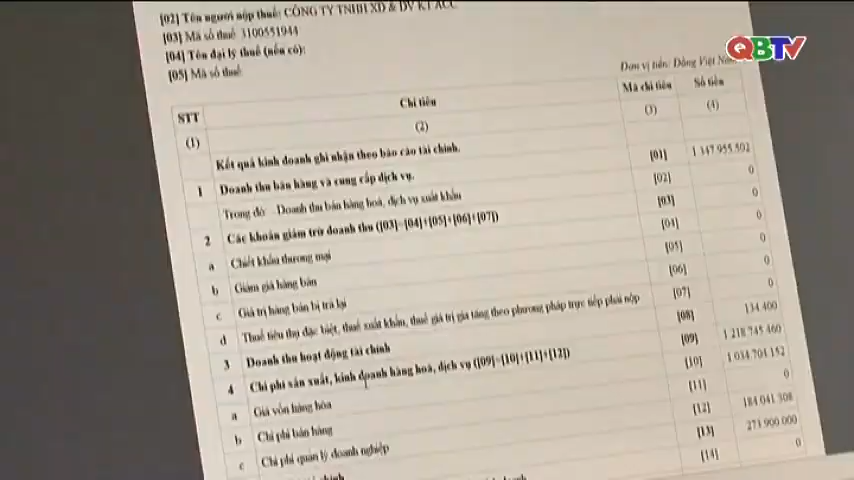 [02] Tên người nộp thuế: CÔNG TY TNHH XD & DV KT ACC
[03] Mã số thuế 3100551944
[04] Tên đại lý thuế (nếu có):
[05] Mã số thuế
QBTV
Đơn vị tiền: Đồng Việt Nam
STT Chỉ tiêu Mã chỉ tiêu Số tiền
(1) (2) (3) (4)
Kết quả kinh doanh ghi nhận theo báo cáo tài chính.
1 Doanh thu bán hàng và cung cấp dịch vụ. [01] 1 347 955 502
Trong đó: - Doanh thu bán hàng hoá, dịch vụ xuất khẩu [02] 0
2 Các khoản giảm trừ doanh thu ([03]=[04]+[05]+[06]+[07]) [03] 0
a Chiết khấu thương mại [04] 0
b Giảm giá hàng bán [05] 0
c Giá trị hàng bán bị trả lại [06] 0
d Thuế tiêu thụ đặc biệt, thuế xuất khẩu, thuế giá trị gia tăng theo phương pháp trực tiếp phải nộp [07] 0
3 Doanh thu hoạt động tài chính [08] 134 400
4 Chi phí sản xuất, kinh doanh hàng hoá, dịch vụ ([09]=[10]+[11]+[12]) [09] 1 218 745 460
a Giá vốn hàng hóa [10] 1 034 704 152
b Chi phí bán hàng [11] 0
c Chi phí quản lý doanh nghiệp [12] 184 041 308
[13] 273 900 000
[14] 0